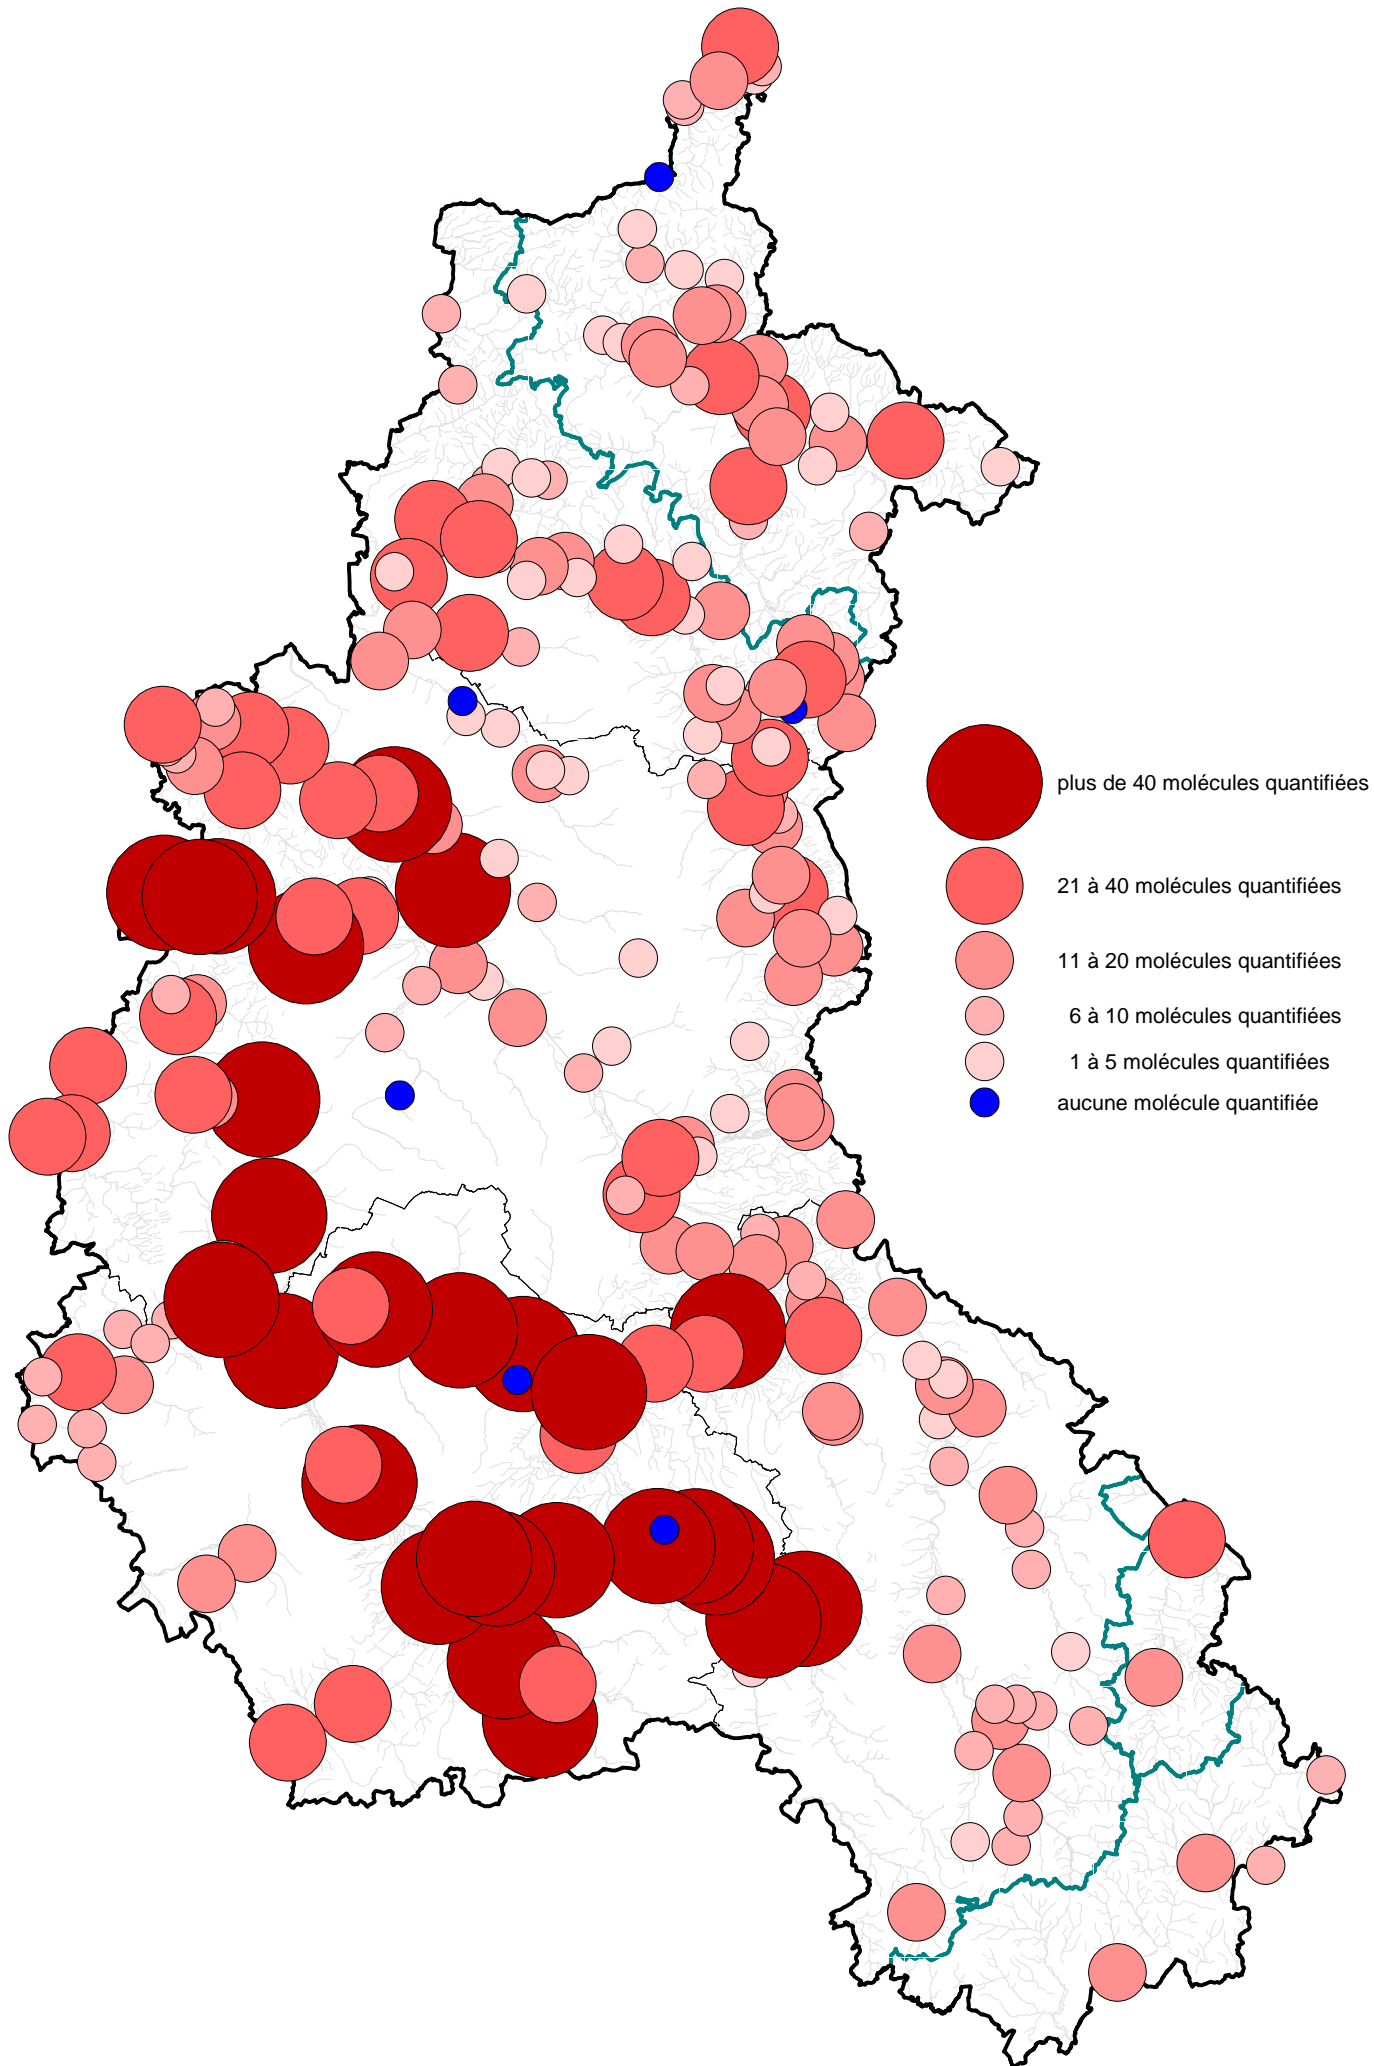 plus de 40 molécules quantifiées
21 à 40 molécules quantifiées
11 à 20 molécules quantifiées
6 à 10 molécules quantifiées
1 à 5 molécules quantifiées
aucune molécule quantifiée